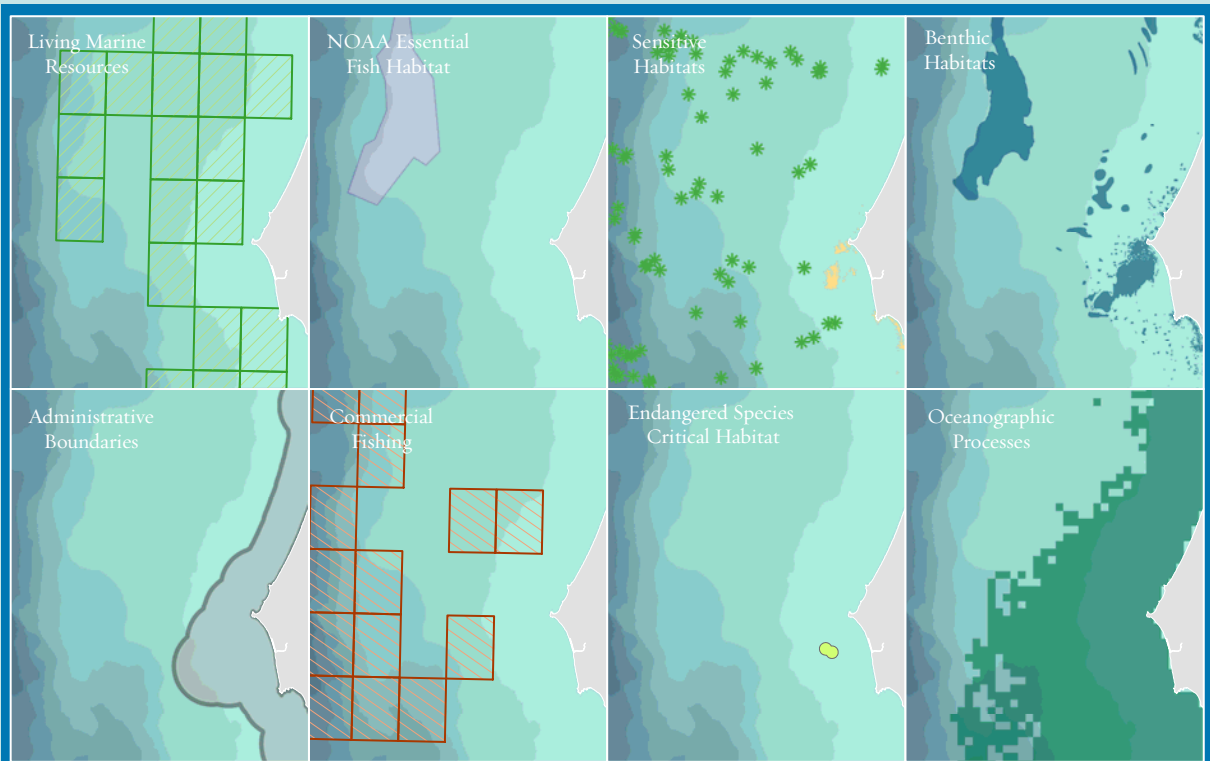 Living Marine
Resources
NOAA Essential
Fish Habitat
Sensitive
Habitats
Benthic
Habitats
Administrative
Boundaries
Commercial
Fishing
Endangered Species
Critical Habitat
Oceanographic
Processes